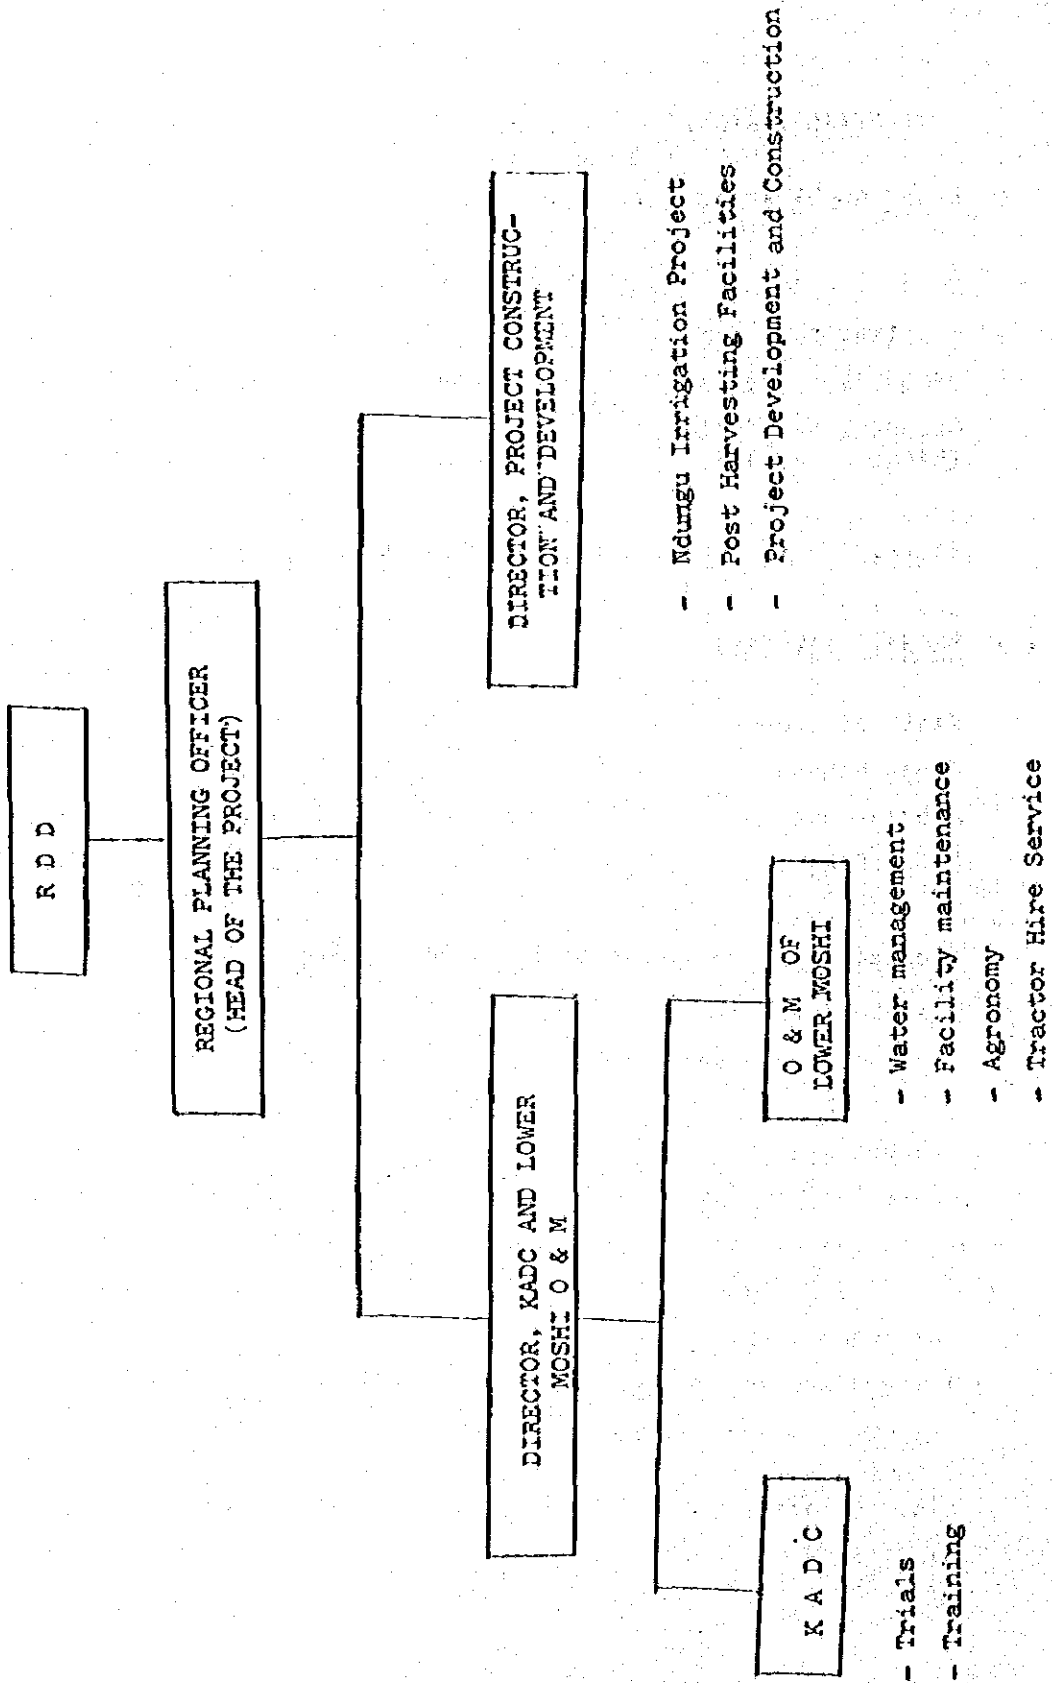 R D D
REGIONAL PLANNING OFFICER
(HEAD OF THE PROJECT)
DIRECTOR, KADC AND LOWER
MOSHI O & M
DIRECTOR, PROJECT CONSTRUC-
TION AND DEVELOPMENT
K A D C
- Trials
- Training
O & M OF
LOWER MOSHI
- Water management
- Facility maintenance
- Agronomy
- Tractor Hire Service
- Ndungu Irrigation Project
- Post Harvesting Facilities
- Project Development and Construction